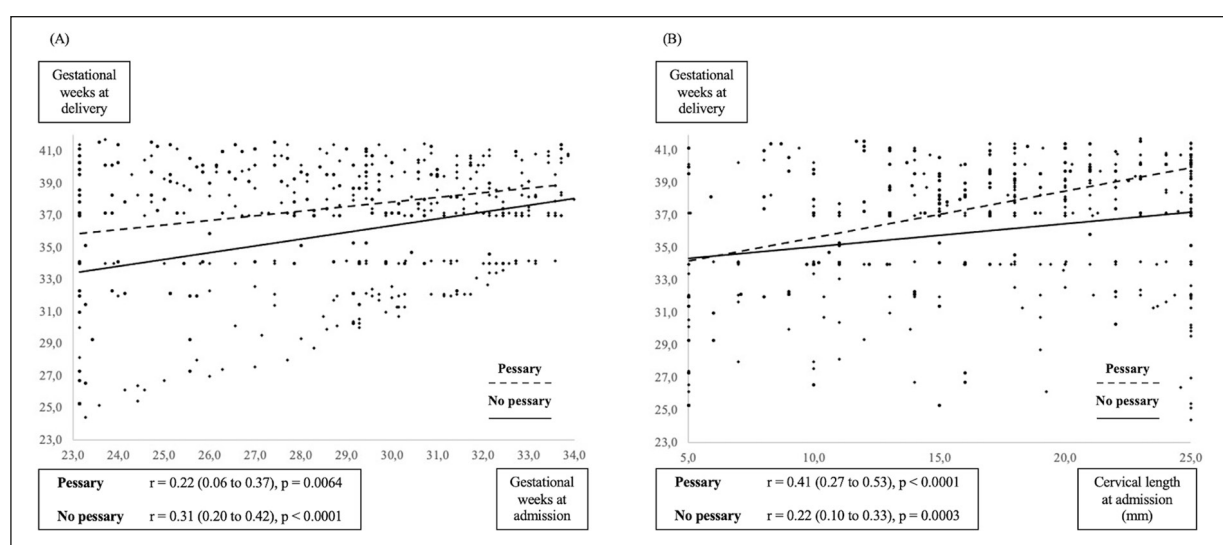 (A)
Gestational
weeks at
delivery
41,0
39,0
37,0
35,0
33,0
31,0
29,0
27,0
25,0
23,0
23,0 24,0 25,0 26,0 27,0 28,0 29,0 30,0 31,0 32,0 33,0 34,0
Pessary
No pessary
Pessary r = 0.22 (0.06 to 0.37), p = 0.0064
No pessary r = 0.31 (0.20 to 0.42), p < 0.0001
Gestational
weeks at
admission
(B)
Gestational
weeks at
delivery
41,0
39,0
37,0
35,0
33,0
31,0
29,0
27,0
25,0
23,0
5,0 10,0 15,0 20,0 25,0
Pessary
No pessary
Pessary r = 0.41 (0.27 to 0.53), p < 0.0001
No pessary r = 0.22 (0.10 to 0.33), p = 0.0003
Cervical length
at admission
(mm)